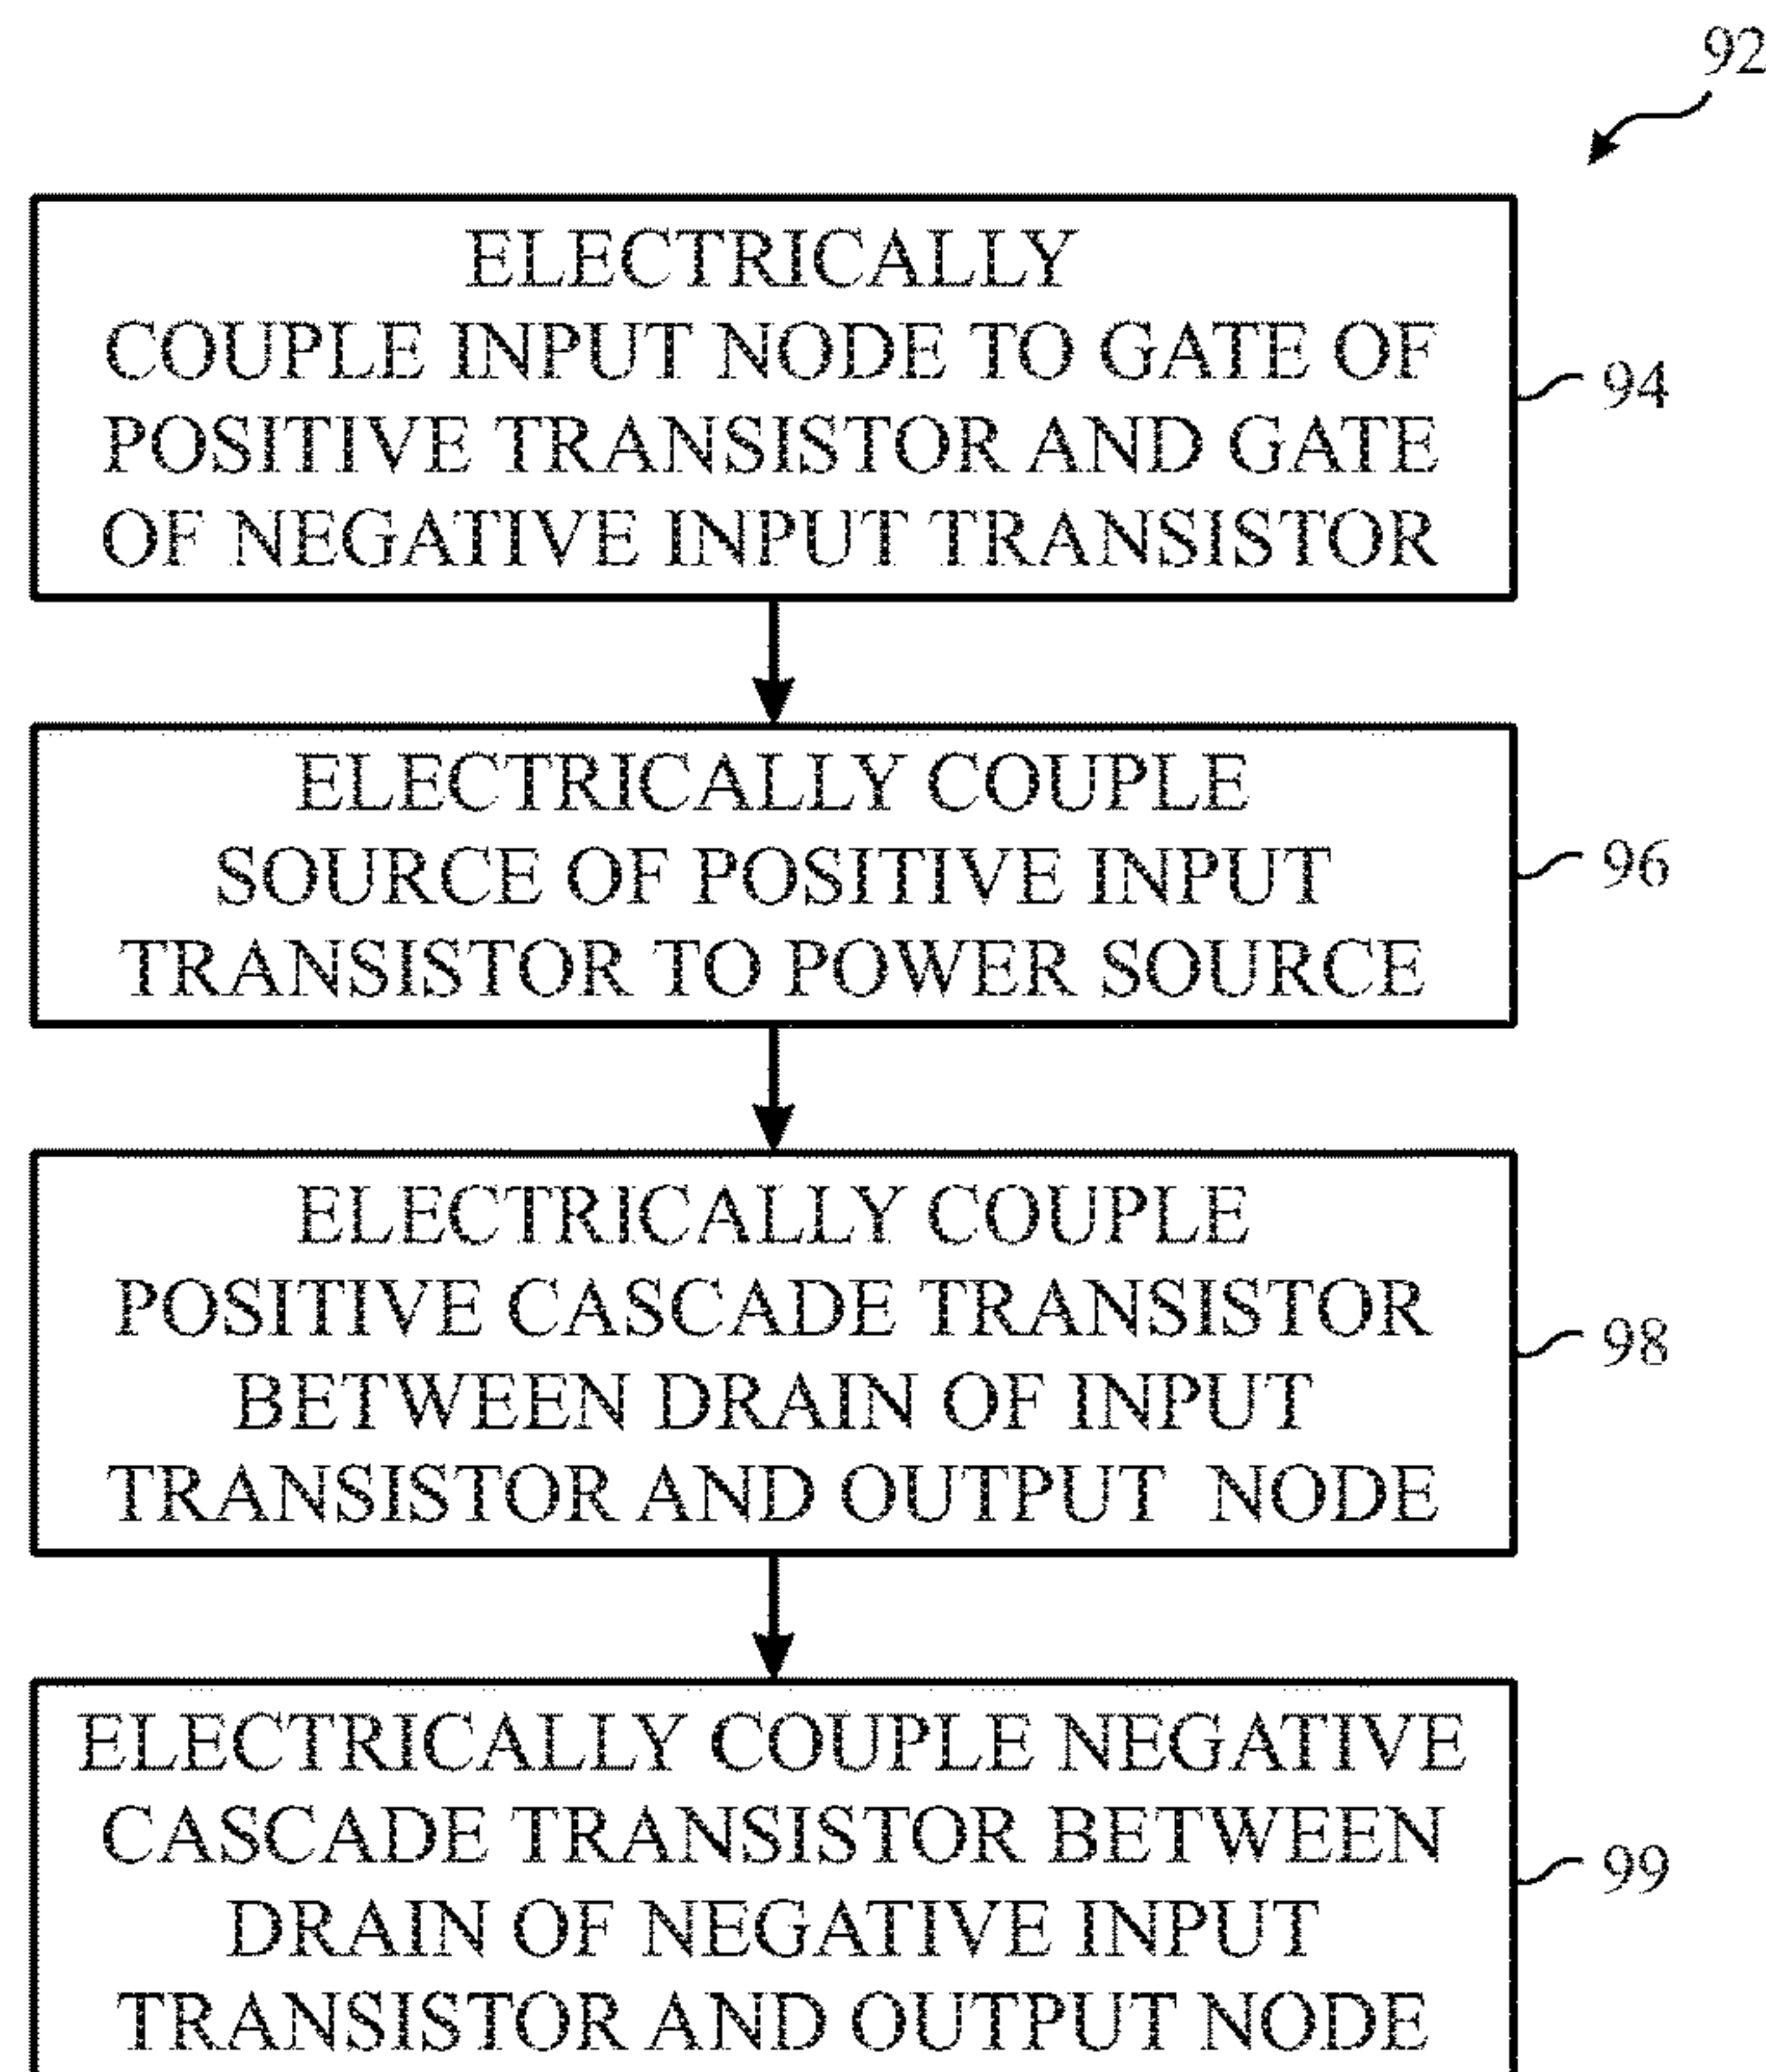 92
ELECTRICALLY
COUPLE INPUT NODE TO GATE OF
POSITIVE TRANSISTOR AND GATE
OF NEGATIVE INPUT TRANSISTOR
94
ELECTRICALLY COUPLE
SOURCE OF POSITIVE INPUT
TRANSISTOR TO POWER SOURCE
96
ELECTRICALLY COUPLE
POSITIVE CASCADE TRANSISTOR
BETWEEN DRAIN OF INPUT
TRANSISTOR AND OUTPUT NODE
98
ELECTRICALLY COUPLE NEGATIVE
CASCADE TRANSISTOR BETWEEN
DRAIN OF NEGATIVE INPUT
TRANSISTOR AND OUTPUT NODE
99